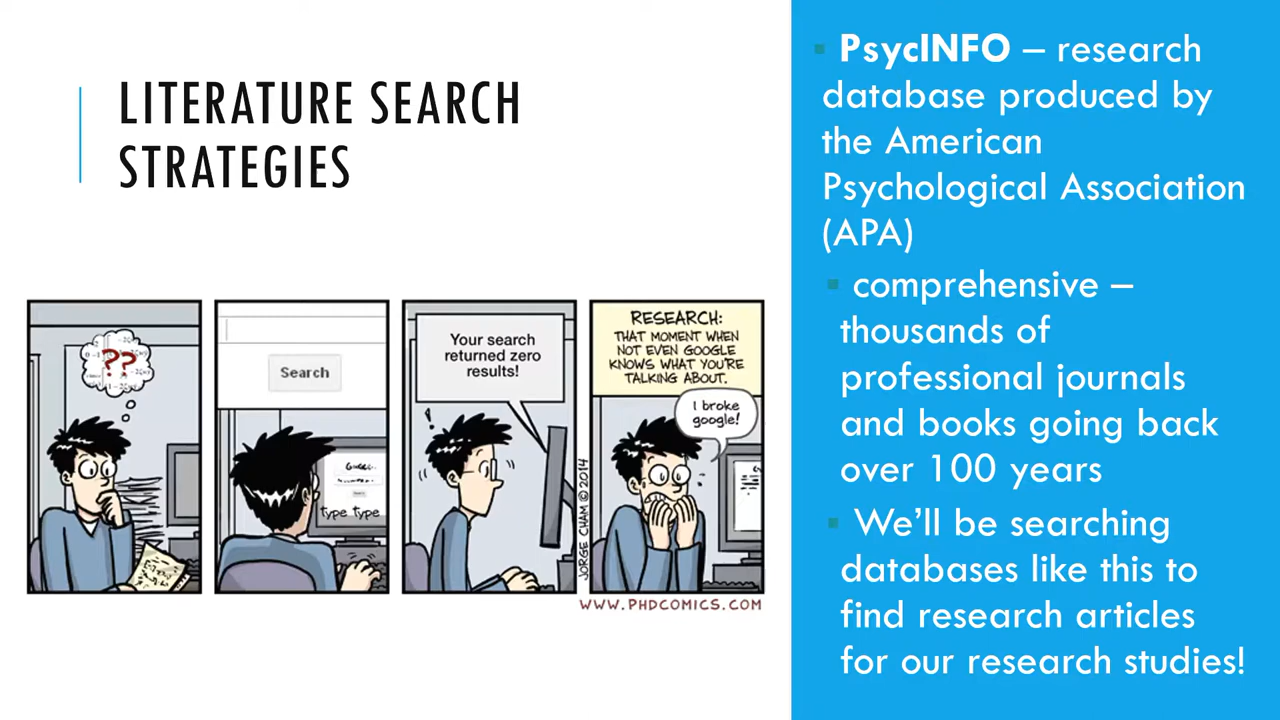 LITERATURE SEARCH
STRATEGIES
??
Search
type type
Your search
returned zero
results!
JORGE CHAM © 2014
RESEARCH:
THAT MOMENT WHEN
NOT EVEN GOOGLE
KNOWS WHAT YOU'RE
TALKING ABOUT.
I broke
google!
WWW.PHDCOMICS.COM
▪ PsycINFO – research
database produced by
the American
Psychological Association
(APA)
▪ comprehensive –
thousands of
professional journals
and books going back
over 100 years
▪ We’ll be searching
databases like this to
find research articles
for our research studies!